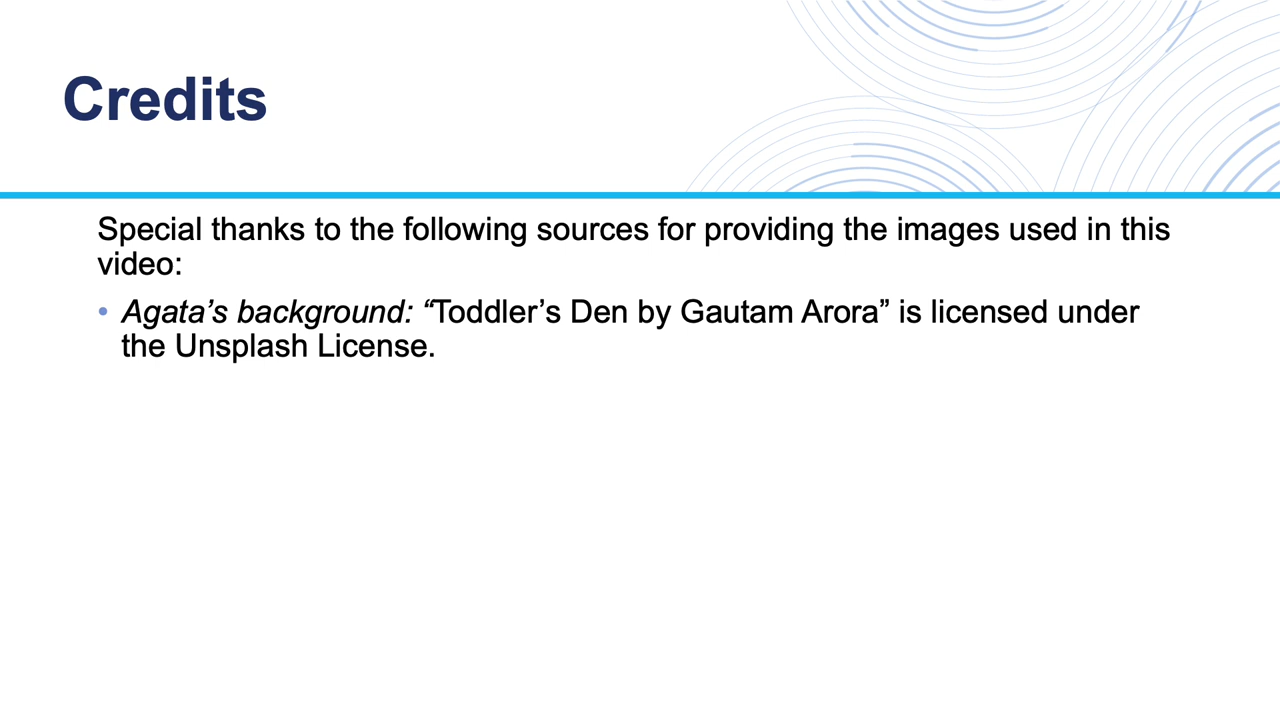 Credits
Special thanks to the following sources for providing the images used in this
video:
• Agata’s background: “Toddler’s Den by Gautam Arora” is licensed under
the Unsplash License.